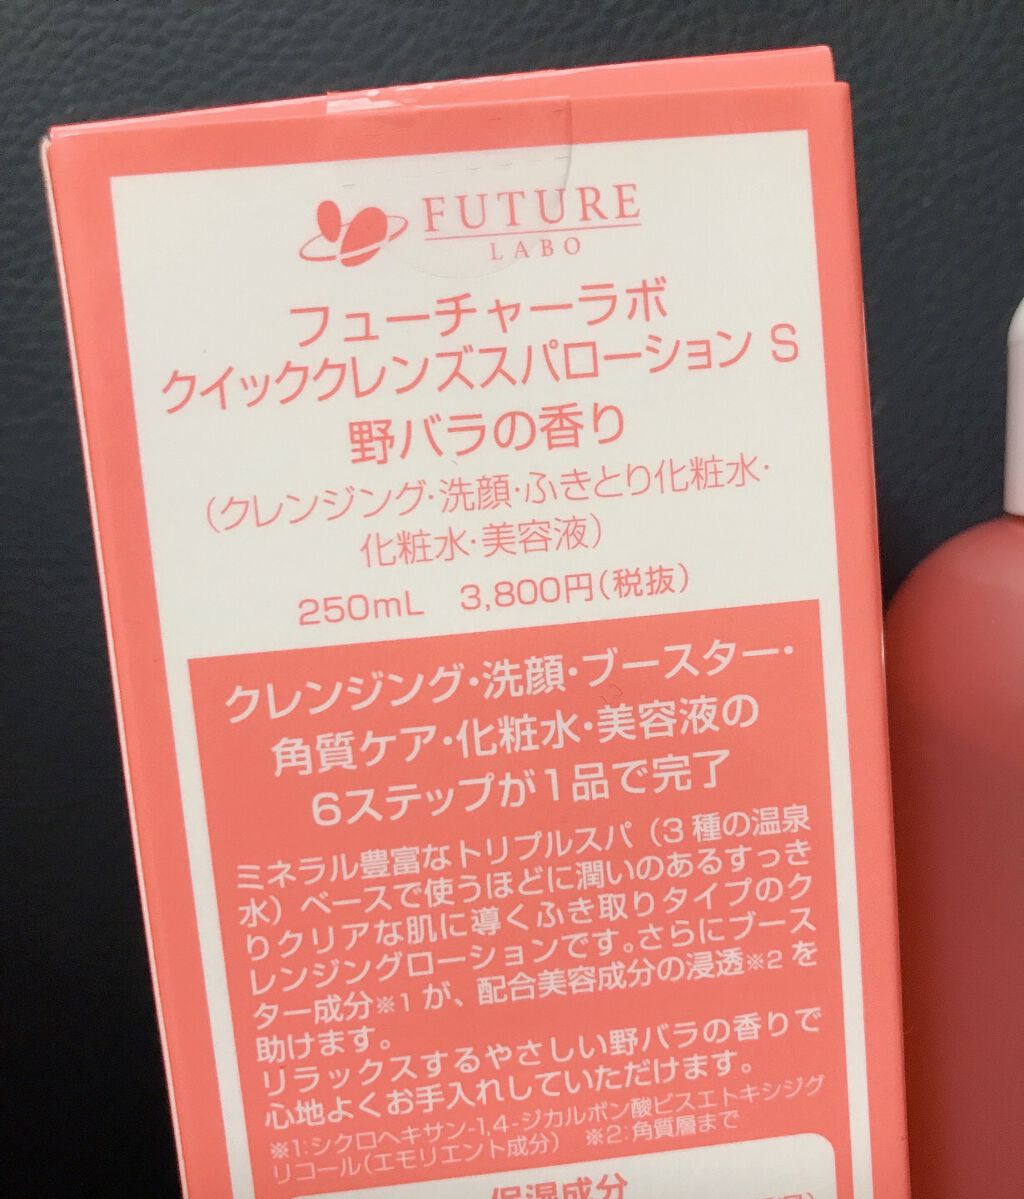 FUTURE
LABO
フューチャーラボ
クイッククレンズスパローション S
野バラの香り
(クレンジング・洗顔・ふきとり化粧水・
化粧水・美容液)
250mL 3,800円(税抜)
クレンジング・洗顔・ブースター・
角質ケア・化粧水・美容液の
6ステップが1品で完了
ミネラル豊富なトリプルスパ(3種の温泉
水)ベースで使うほどに潤いのあるすっき
りクリアな肌に導くふき取りタイプのク
レンジングローションです。さらにブース
ター成分※1が、配合美容成分の浸透※2を
助けます。
リラックスするやさしい野バラの香りで
心地よくお手入れしていただけます。
※1:シクロヘキサン-1,4-ジカルボン酸ビスエトキシジグ
リコール(エモリエント成分) ※2:角質層まで
保湿成分